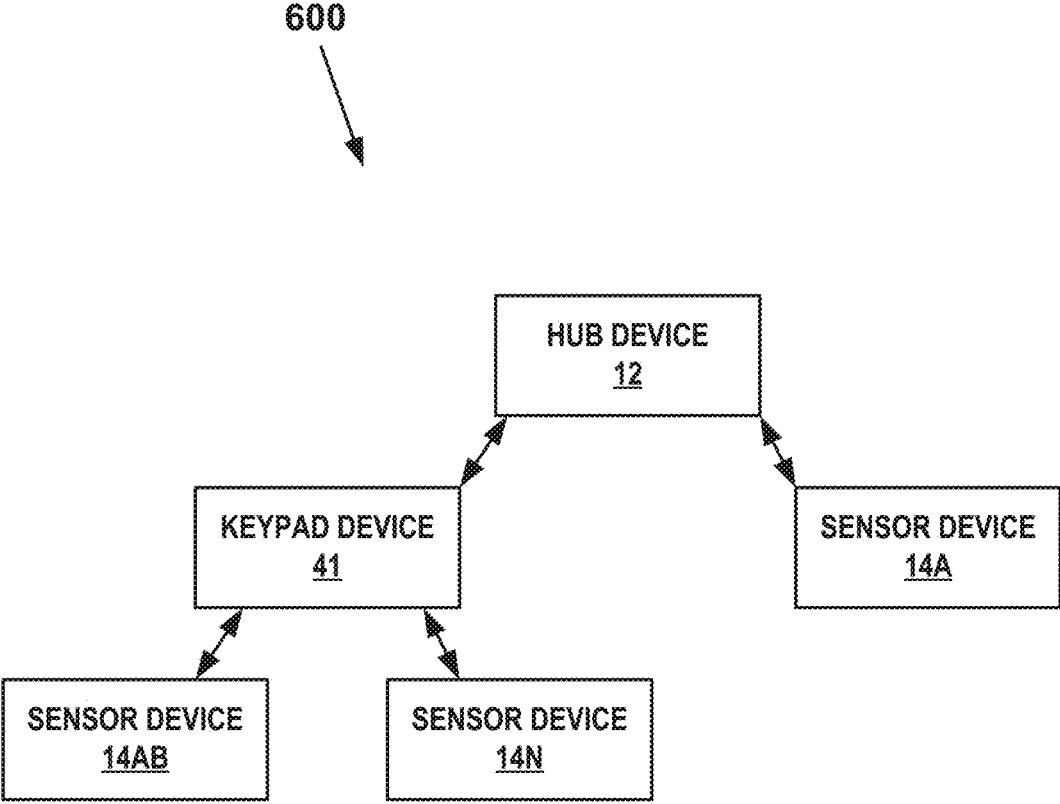 600
HUB DEVICE
12
KEYPAD DEVICE
41
SENSOR DEVICE
14A
SENSOR DEVICE
14AB
SENSOR DEVICE
14N